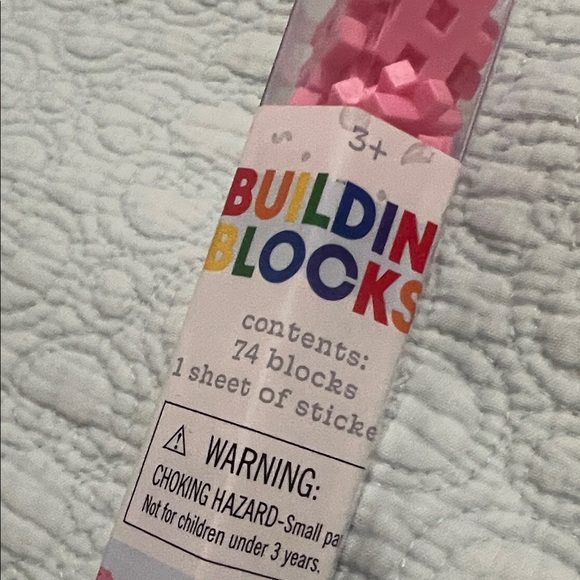 3+
BUILDIN
BLOCKS
contents:
74 blocks
1 sheet of sticke
WARNING:
CHOKING HAZARD-Small pa
Not for children under 3 years.